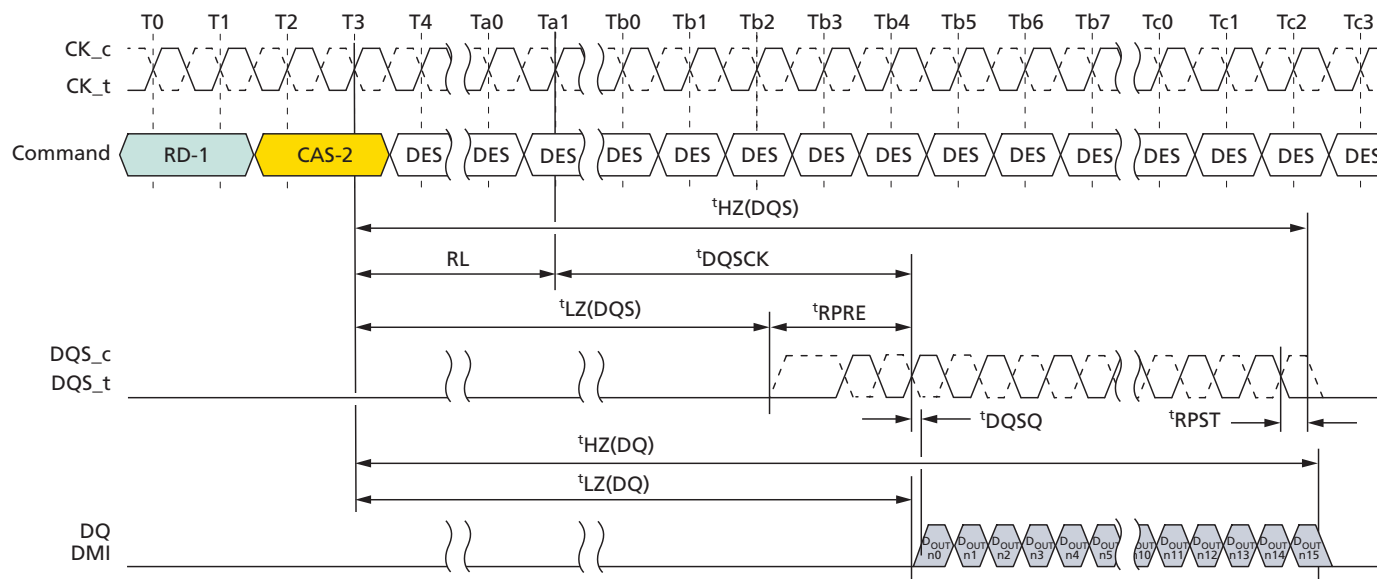 T0 T1 T2 T3 T4 Ta0 Ta1 Tb0 Tb1 Tb2 Tb3 Tb4 Tb5 Tb6 Tb7 Tc0 Tc1 Tc2 Tc3
CK_c
CK_t
Command RD-1 CAS-2 DES DES DES DES DES DES DES DES DES DES DES DES DES DES DES
tHZ(DQS)
RL tDQSCK
tLZ(DQS) tRPRE
DQS_c
DQS_t
tDQSQ tRPST
tHZ(DQ)
tLZ(DQ)
DQ
DMI
DOUT n0 DOUT n1 DOUT n2 DOUT n3 DOUT n4 DOUT n5 DOUT n10 DOUT n11 DOUT n12 DOUT n13 DOUT n14 DOUT n15